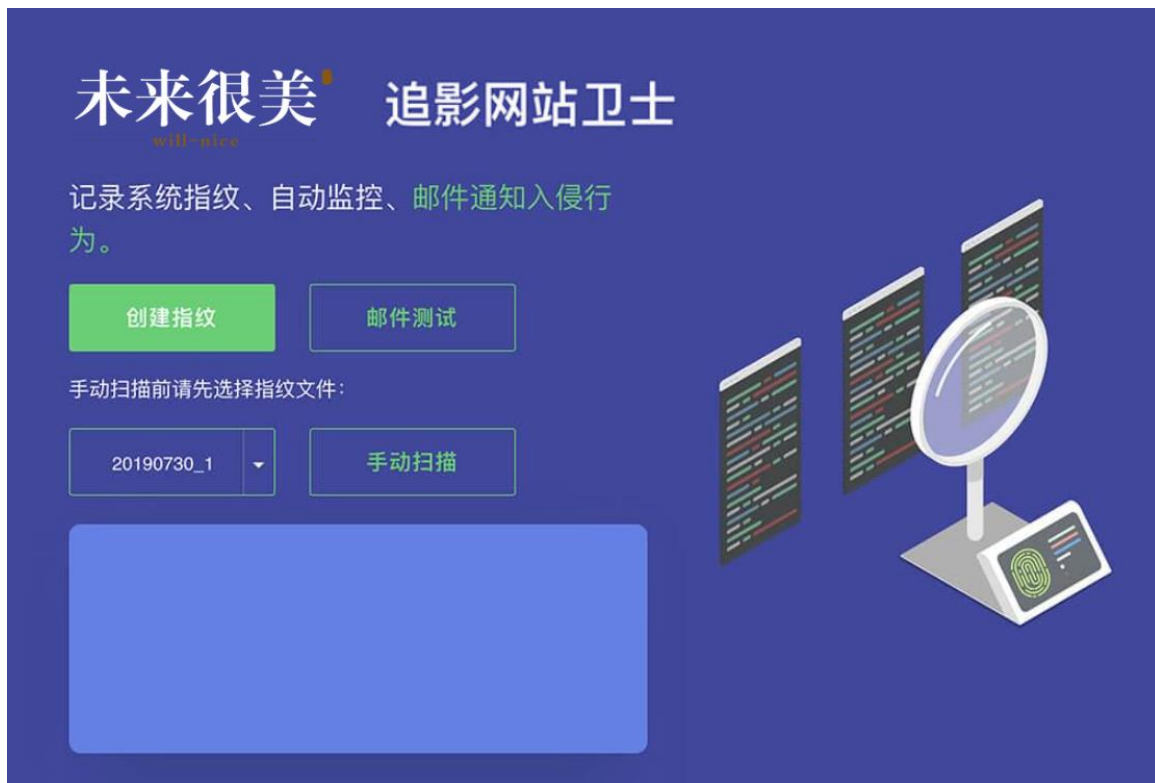 未来很美
will-nice
追影网站卫士
记录系统指纹、自动监控、邮件通知入侵行
为。
创建指纹
邮件测试
手动扫描前请先选择指纹文件:
20190730_1
手动扫描